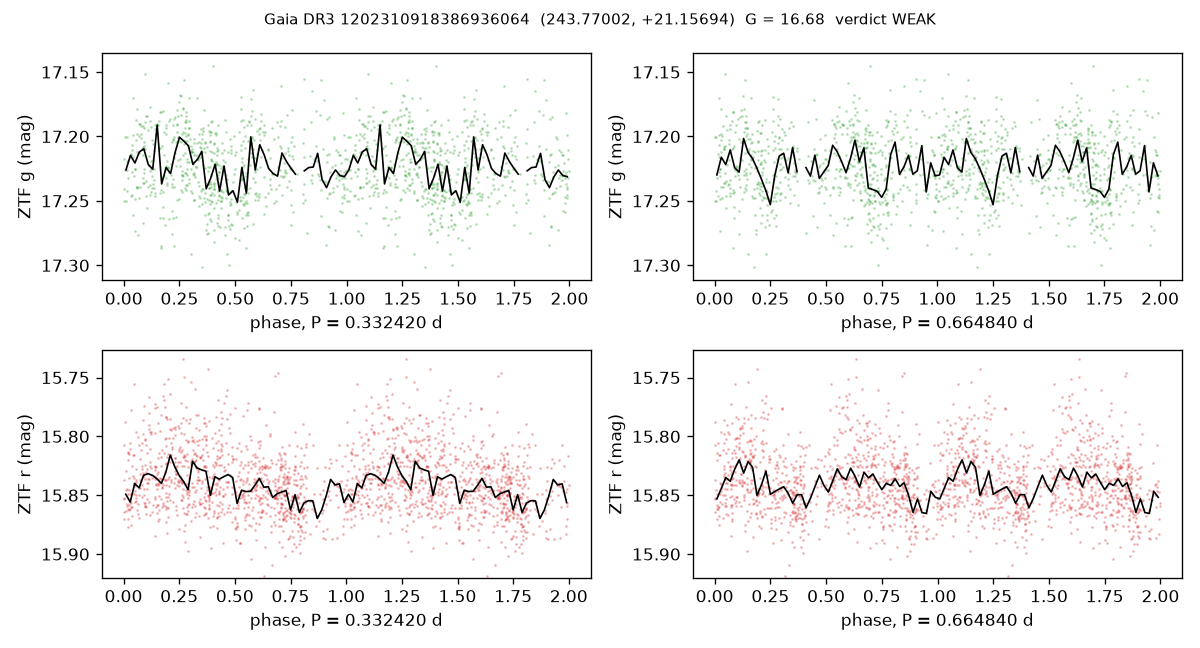 Gaia DR3 1202310918386936064  (243.77002, +21.15694)  G = 16.68  verdict WEAK
17.15
17.20
17.25
17.30
ZTF g (mag)
0.00 0.25 0.50 0.75 1.00 1.25 1.50 1.75 2.00
phase, P = 0.332420 d
17.15
17.20
17.25
17.30
ZTF g (mag)
0.00 0.25 0.50 0.75 1.00 1.25 1.50 1.75 2.00
phase, P = 0.664840 d
15.75
15.80
15.85
15.90
ZTF r (mag)
0.00 0.25 0.50 0.75 1.00 1.25 1.50 1.75 2.00
phase, P = 0.332420 d
15.75
15.80
15.85
15.90
ZTF r (mag)
0.00 0.25 0.50 0.75 1.00 1.25 1.50 1.75 2.00
phase, P = 0.664840 d